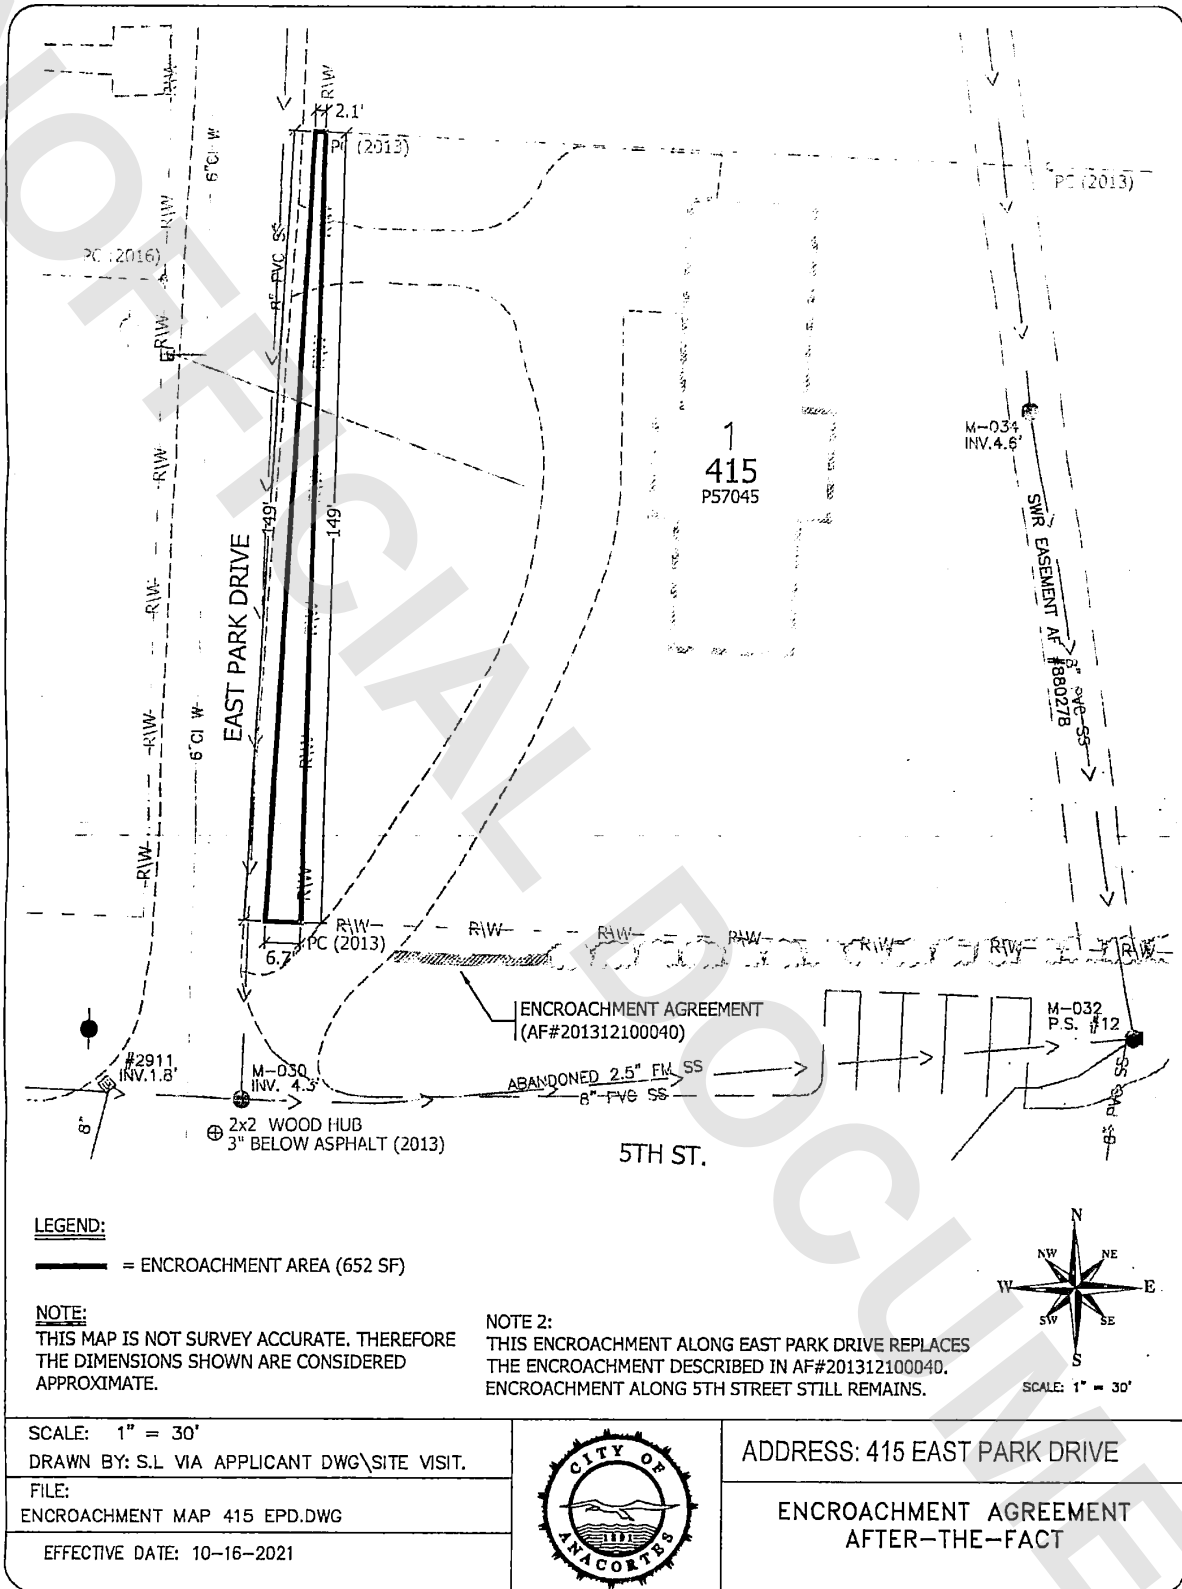 R\W
2.1'
R\W
PC (2013)
6"CI W
PC (2013)
R\W
R\W
PC (2016)
8" PVC SS
R\W
R\W
1
415
P57045
M-034
INV.4.6'
R\W
R\W
149'
149'
SWR EASEMENT AF #880278
8" PVC SS
EAST PARK DRIVE
R\W
R\W
R\W
6"CI W
R\W
R\W
R\W
R\W
R\W
R\W
R\W
R\W
R\W
R\W
PC (2013)
6.7'
ENCROACHMENT AGREEMENT
(AF#201312100040)
M-032
P.S. #12
#2911
INV.1.8'
M-030
INV. 4.3'
ABANDONED 2.5" FM SS
8" PVC SS
8"
2x2 WOOD HUB
3" BELOW ASPHALT (2013)
5TH ST.
LEGEND:
= ENCROACHMENT AREA (652 SF)
NOTE:
THIS MAP IS NOT SURVEY ACCURATE. THEREFORE
THE DIMENSIONS SHOWN ARE CONSIDERED
APPROXIMATE.
NOTE 2:
THIS ENCROACHMENT ALONG EAST PARK DRIVE REPLACES
THE ENCROACHMENT DESCRIBED IN AF#201312100040.
ENCROACHMENT ALONG 5TH STREET STILL REMAINS.
N
NW NE
W E
SW SE
S
SCALE: 1" = 30'
SCALE: 1" = 30'
DRAWN BY: S.L VIA APPLICANT DWG\SITE VISIT.
FILE:
ENCROACHMENT MAP 415 EPD.DWG
EFFECTIVE DATE: 10-16-2021
CITY OF
1891
ANACORTES
ADDRESS: 415 EAST PARK DRIVE
ENCROACHMENT AGREEMENT
AFTER-THE-FACT
UNOFFICIAL DOCUMENT